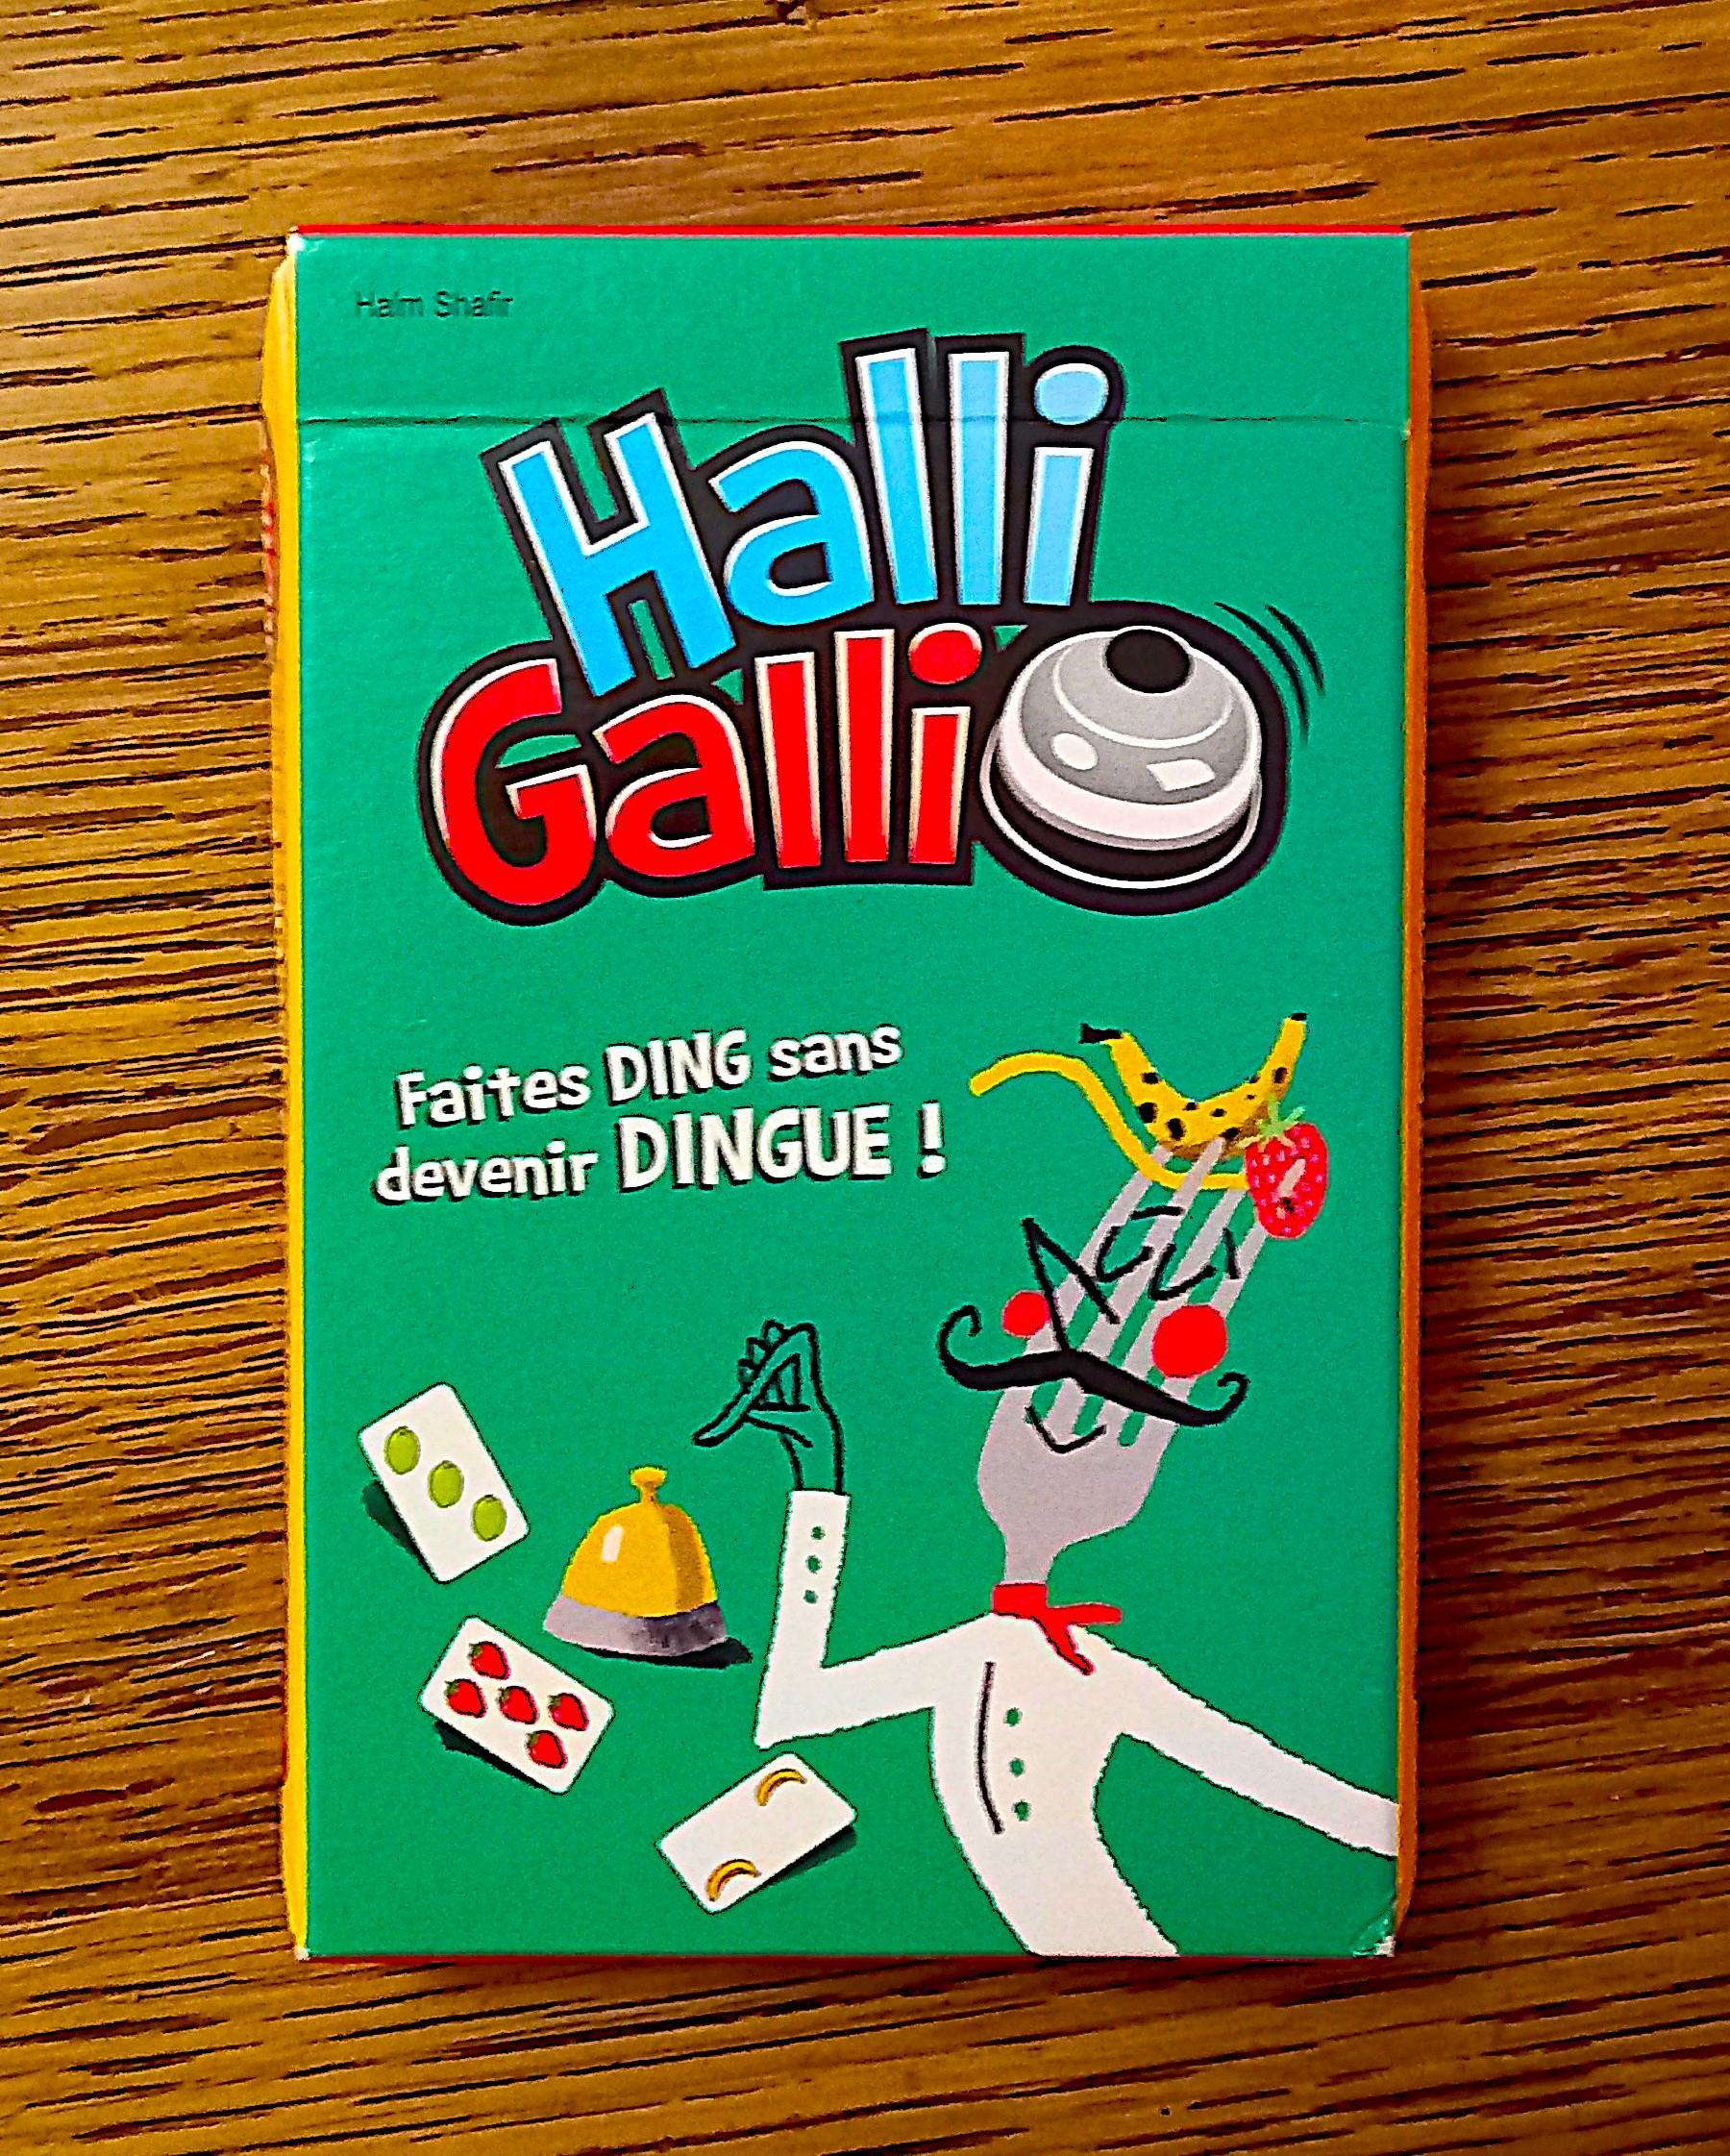 Haim Shafir
Halli
Galli
Faites DING sans
devenir DINGUE !